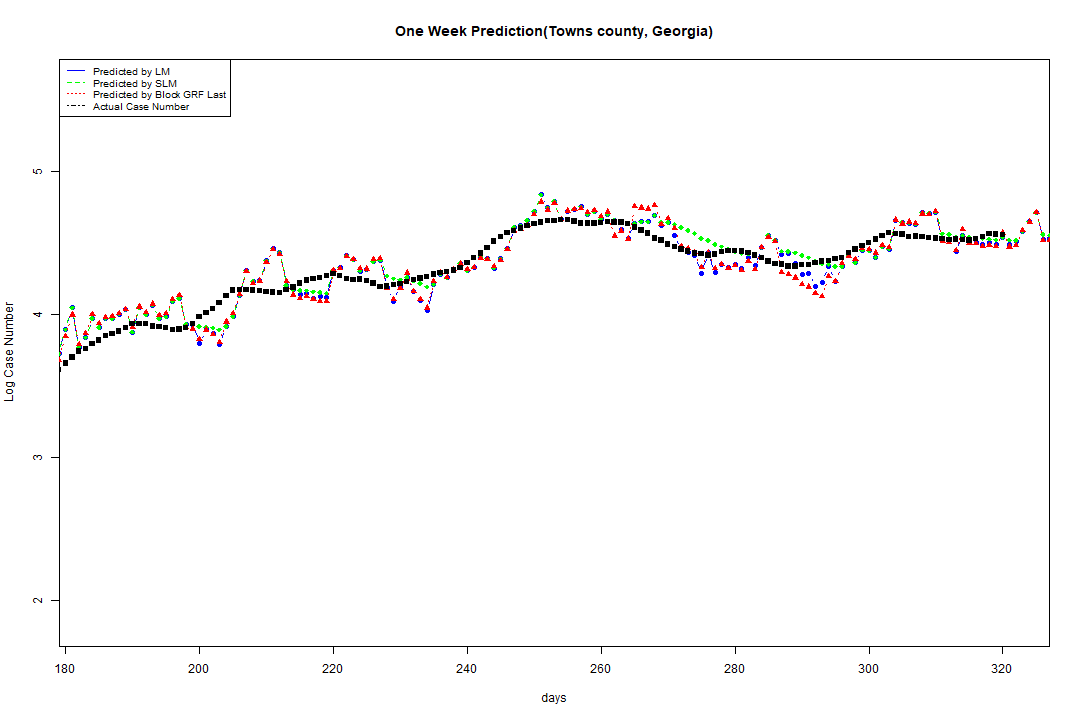 One Week Prediction(Towns county, Georgia)
Predicted by LM
Predicted by SLM
Predicted by Block GRF Last
Actual Case Number
5
4
3
2
Log Case Number
180 200 220 240 260 280 300 320
days